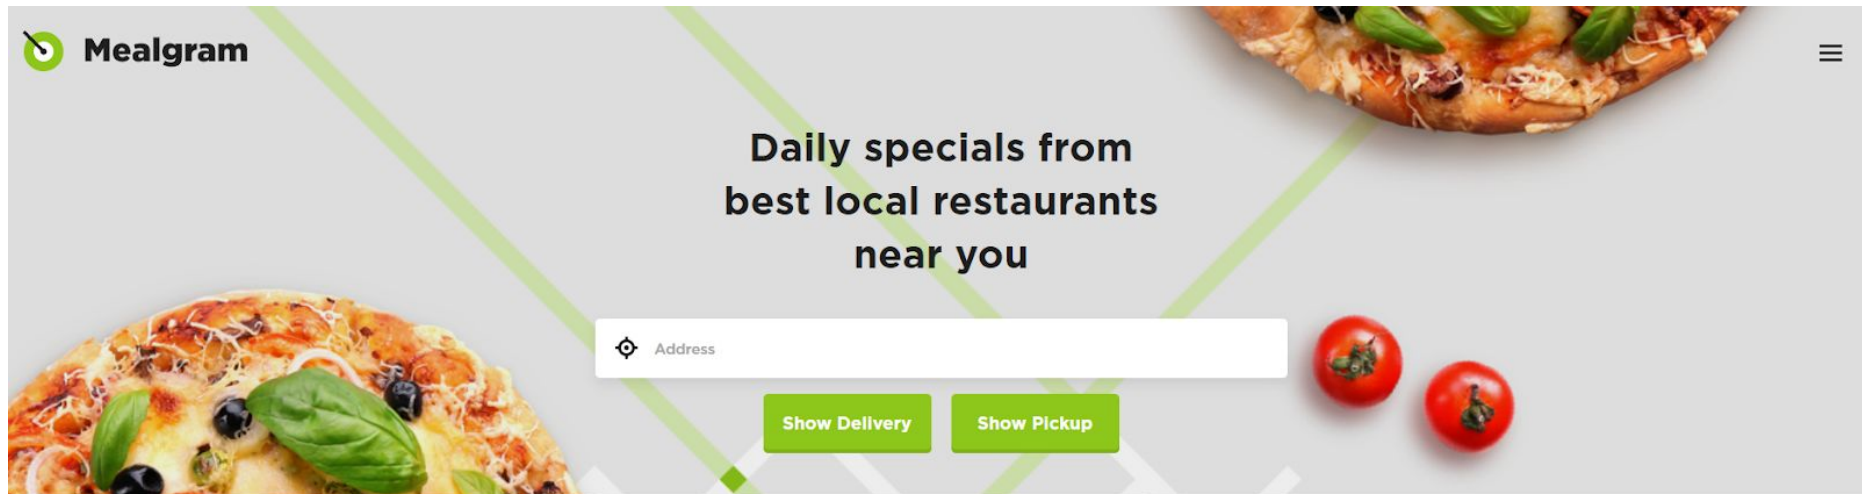 Mealgram
Daily specials from
best local restaurants
near you
Address
Show Delivery
Show Pickup